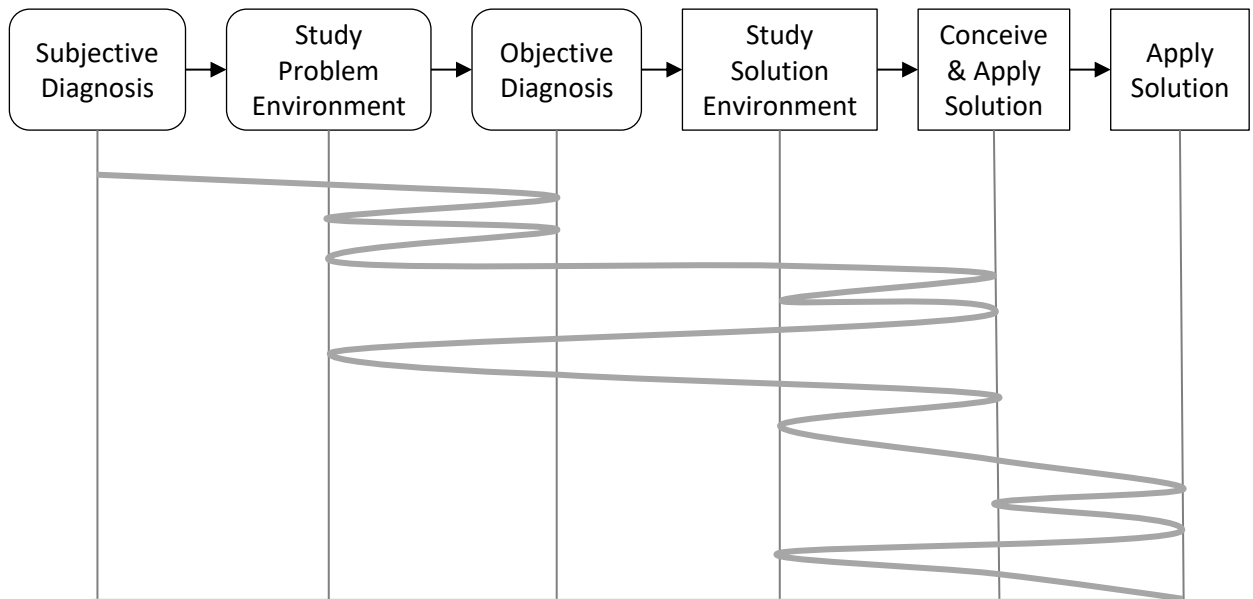 Subjective
Diagnosis
Study
Problem
Environment
Objective
Diagnosis
Study
Solution
Environment
Conceive
& Apply
Solution
Apply
Solution